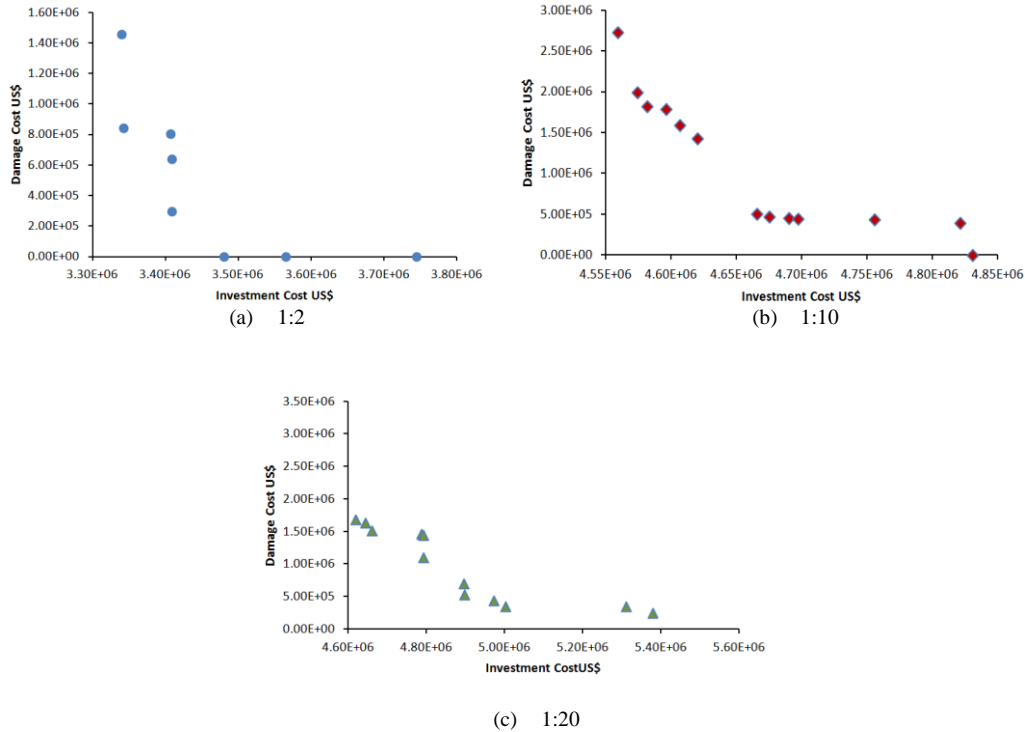 1.60E+06
1.40E+06
1.20E+06
1.00E+06
8.00E+05
6.00E+05
4.00E+05
2.00E+05
0.00E+00
Damage Cost US$
3.30E+06 3.40E+06 3.50E+06 3.60E+06 3.70E+06 3.80E+06
Investment Cost US$
(a) 1:2
3.00E+06
2.50E+06
2.00E+06
1.50E+06
1.00E+06
5.00E+05
0.00E+00
Damage Cost US$
4.55E+06 4.60E+06 4.65E+06 4.70E+06 4.75E+06 4.80E+06 4.85E+06
Investment Cost US$
(b) 1:10
3.50E+06
3.00E+06
2.50E+06
2.00E+06
1.50E+06
1.00E+06
5.00E+05
0.00E+00
Damage Cost US$
4.60E+06 4.80E+06 5.00E+06 5.20E+06 5.40E+06 5.60E+06
Investment CostUS$
(c) 1:20